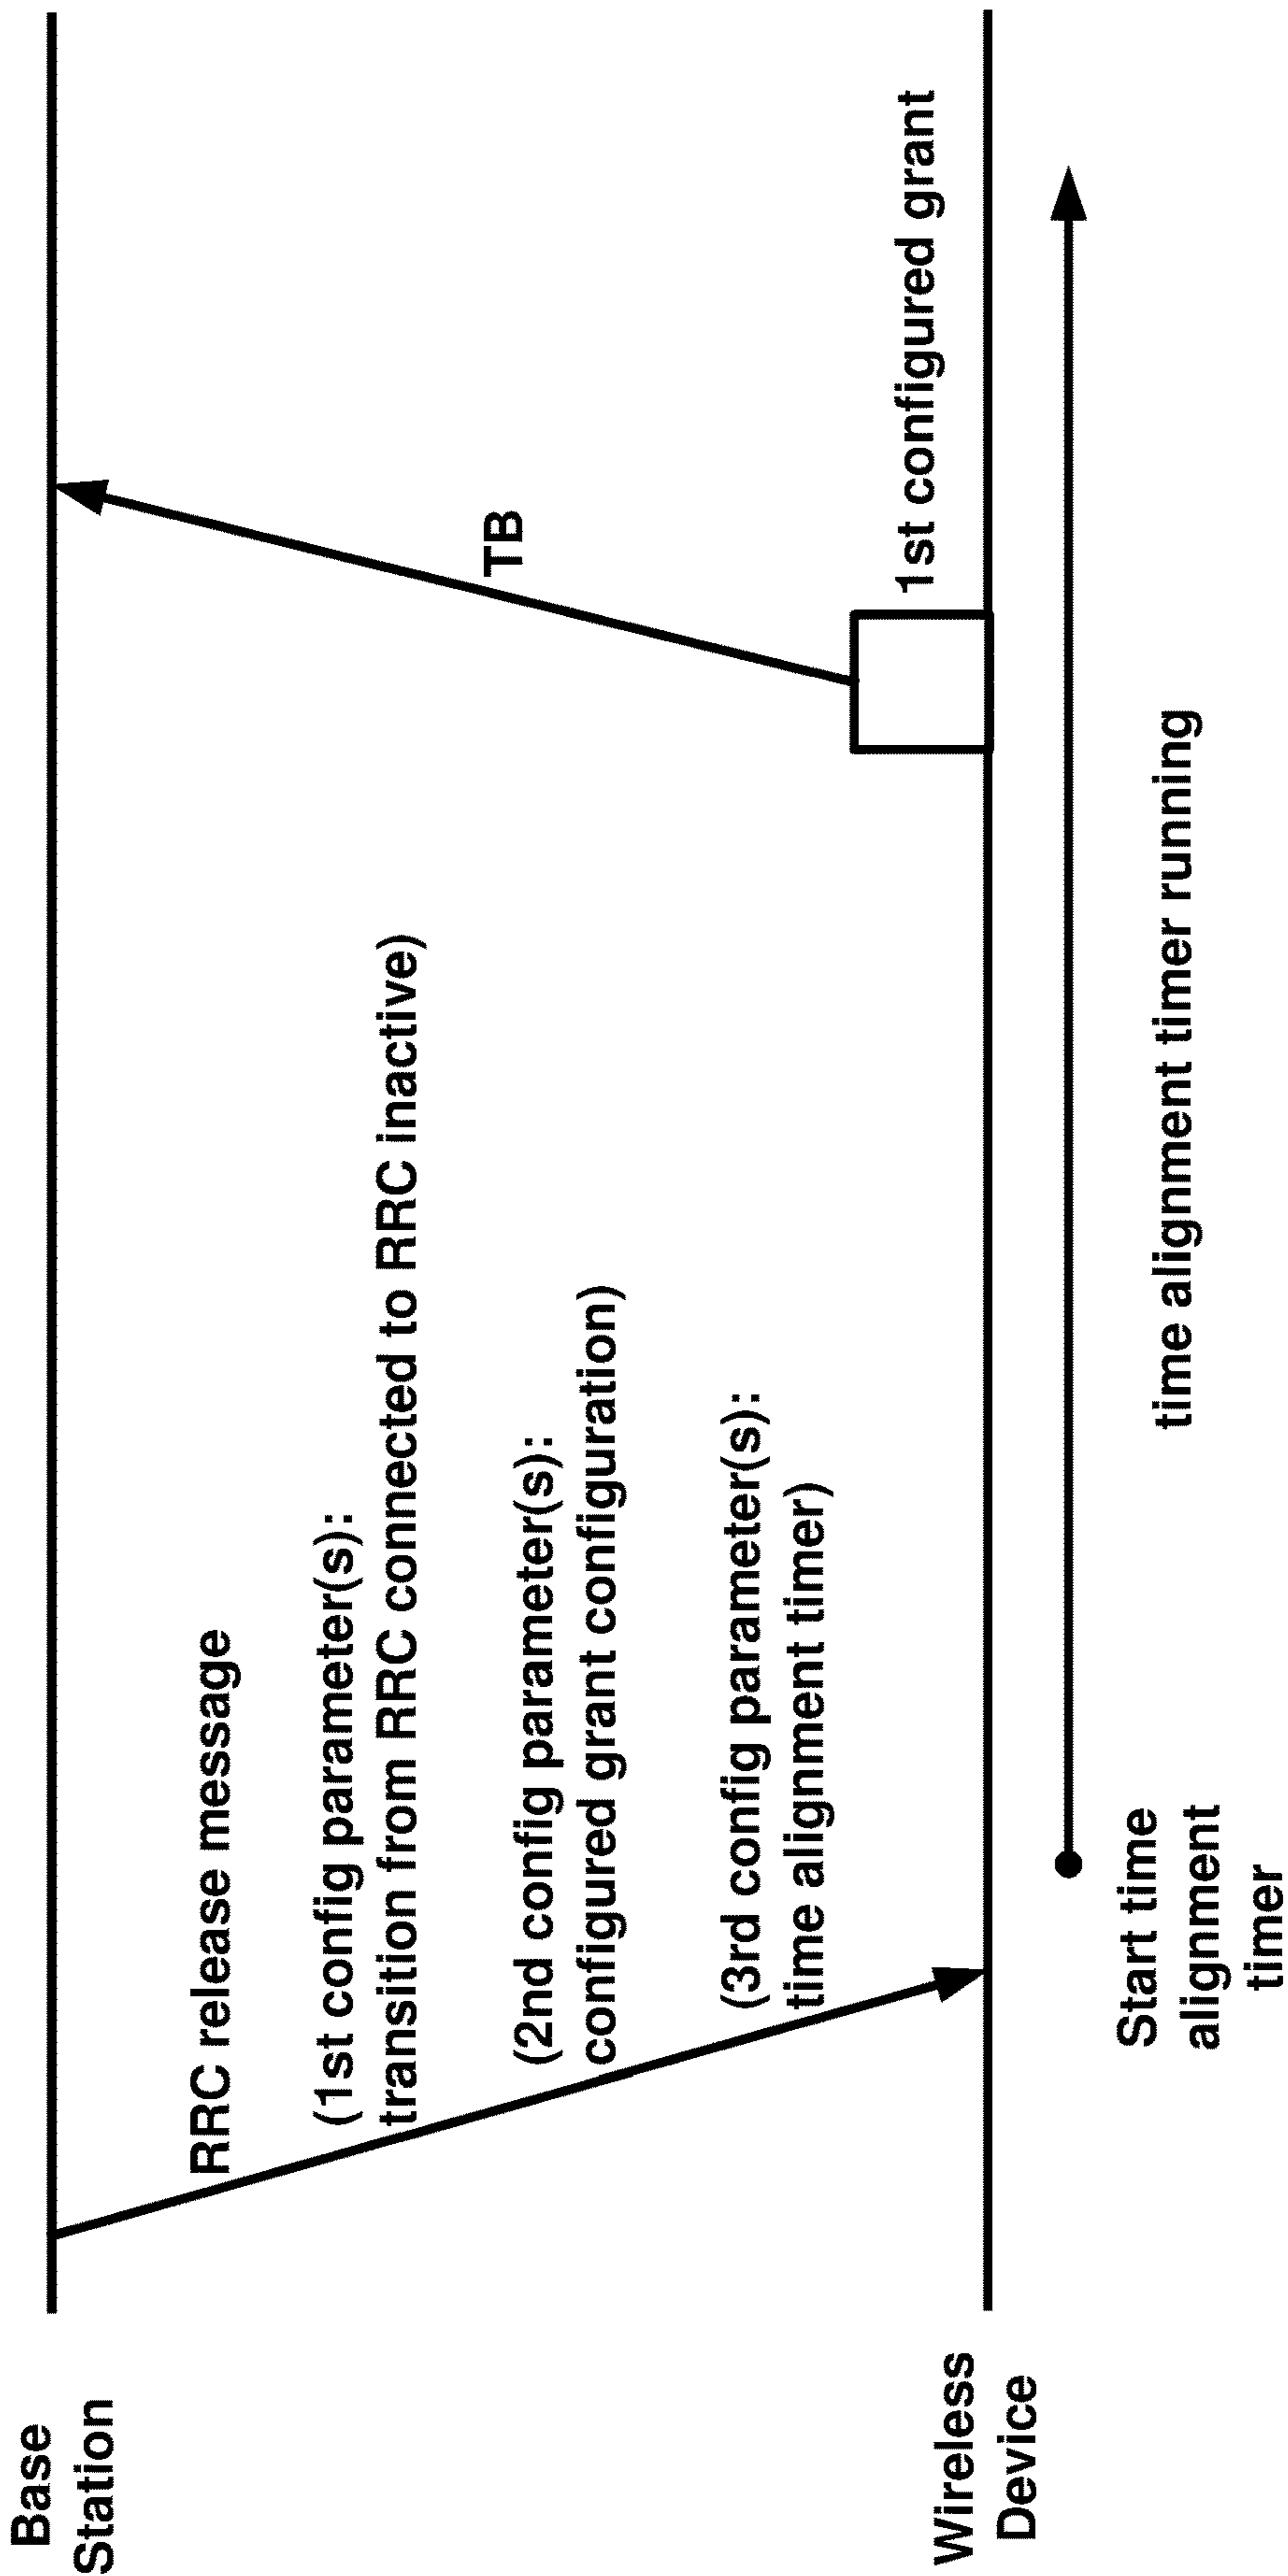 Base
Station
RRC release message
(1st config parameter(s):
transition from RRC connected to RRC inactive)
(2nd config parameter(s):
configured grant configuration)
(3rd config parameter(s):
time alignment timer)
TB
1st configured grant
Wireless
Device
Start time
alignment
timer
time alignment timer running